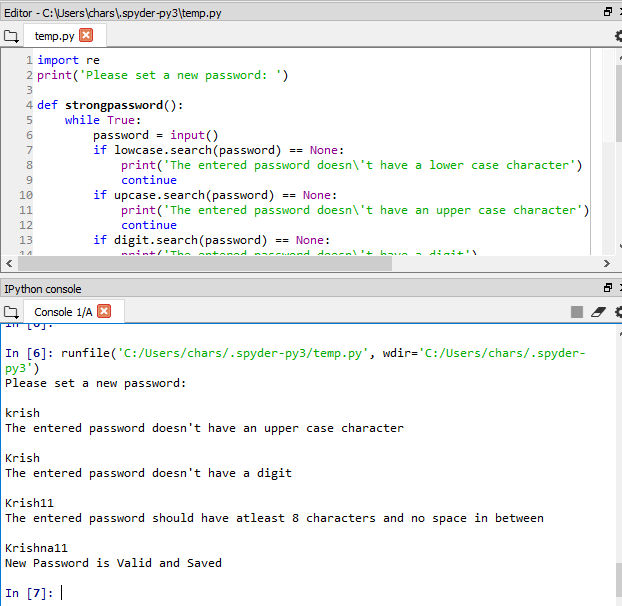 Editor - C:\Users\chars\.spyder-py3\temp.py
temp.py
1 import re
2 print('Please set a new password: ')
3
4 def strongpassword():
5 while True:
6 password = input()
7 if lowcase.search(password) == None:
8 print('The entered password doesn\'t have a lower case character')
9 continue
10 if upcase.search(password) == None:
11 print('The entered password doesn\'t have an upper case character')
12 continue
13 if digit.search(password) == None:
14 print('The entered password doesn\'t have a digit')
IPython console
Console 1/A
In [6]:
In [6]: runfile('C:/Users/chars/.spyder-py3/temp.py', wdir='C:/Users/chars/.spyder-
py3')
Please set a new password:
krish
The entered password doesn't have an upper case character
Krish
The entered password doesn't have a digit
Krish11
The entered password should have atleast 8 characters and no space in between
Krishna11
New Password is Valid and Saved
In [7]: